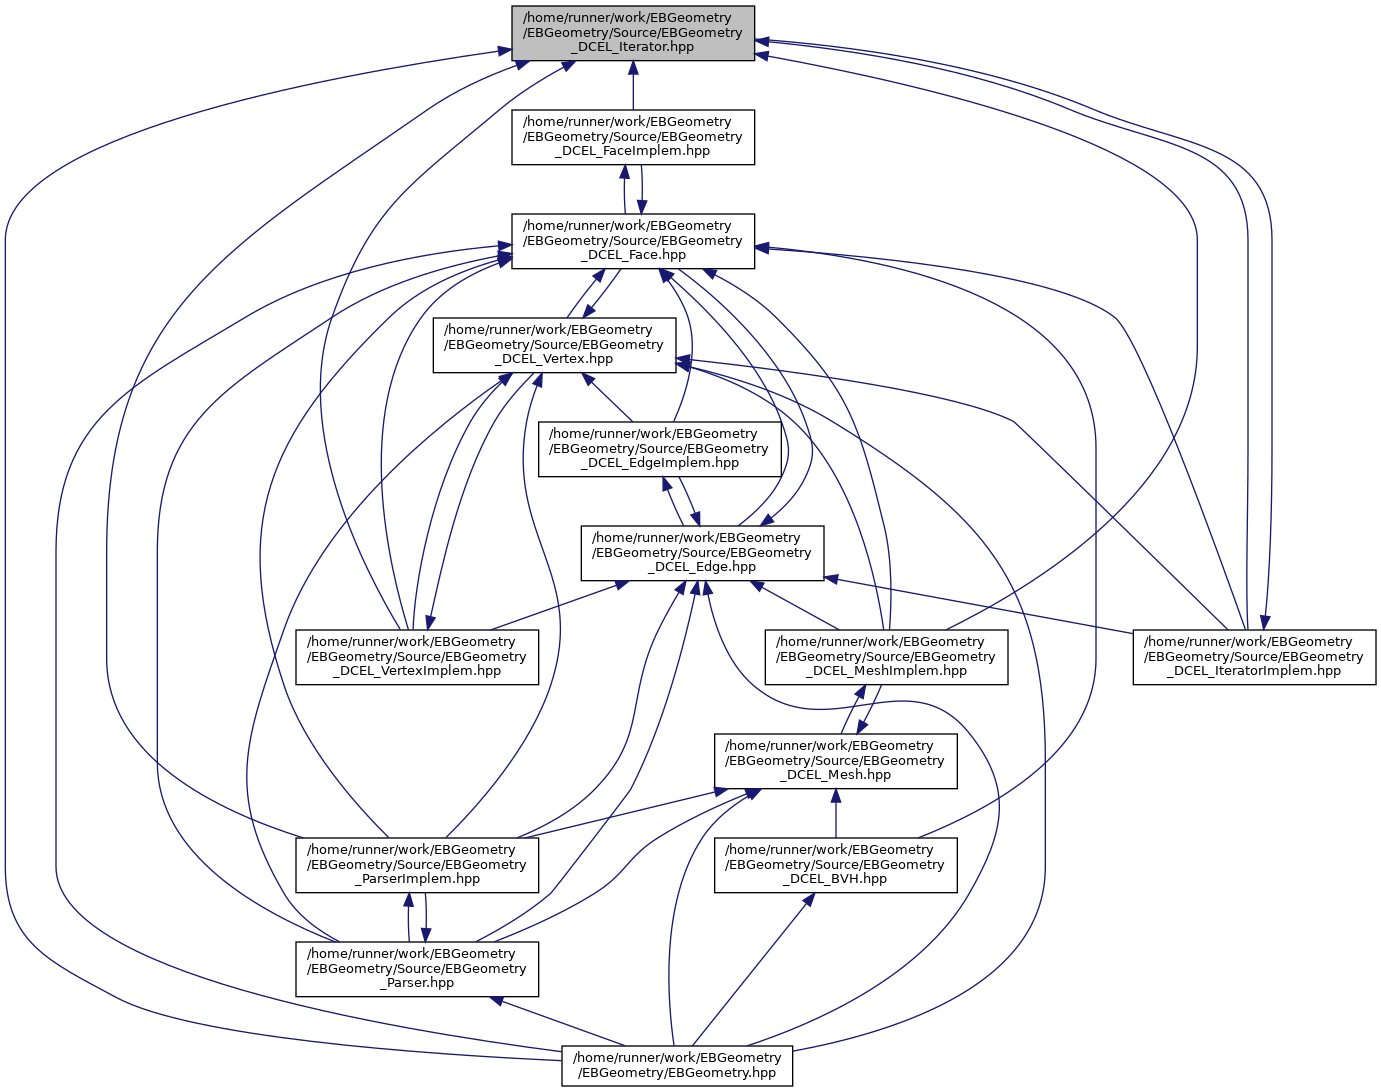 /home/runner/work/EBGeometry
/EBGeometry/Source/EBGeometry
_DCEL_Iterator.hpp
/home/runner/work/EBGeometry
/EBGeometry/Source/EBGeometry
_DCEL_FaceImplem.hpp
/home/runner/work/EBGeometry
/EBGeometry/Source/EBGeometry
_DCEL_Face.hpp
/home/runner/work/EBGeometry
/EBGeometry/Source/EBGeometry
_DCEL_Vertex.hpp
/home/runner/work/EBGeometry
/EBGeometry/Source/EBGeometry
_DCEL_EdgeImplem.hpp
/home/runner/work/EBGeometry
/EBGeometry/Source/EBGeometry
_DCEL_Edge.hpp
/home/runner/work/EBGeometry
/EBGeometry/Source/EBGeometry
_DCEL_VertexImplem.hpp
/home/runner/work/EBGeometry
/EBGeometry/Source/EBGeometry
_DCEL_MeshImplem.hpp
/home/runner/work/EBGeometry
/EBGeometry/Source/EBGeometry
_DCEL_IteratorImplem.hpp
/home/runner/work/EBGeometry
/EBGeometry/Source/EBGeometry
_DCEL_Mesh.hpp
/home/runner/work/EBGeometry
/EBGeometry/Source/EBGeometry
_ParserImplem.hpp
/home/runner/work/EBGeometry
/EBGeometry/Source/EBGeometry
_DCEL_BVH.hpp
/home/runner/work/EBGeometry
/EBGeometry/Source/EBGeometry
_Parser.hpp
/home/runner/work/EBGeometry
/EBGeometry/EBGeometry.hpp